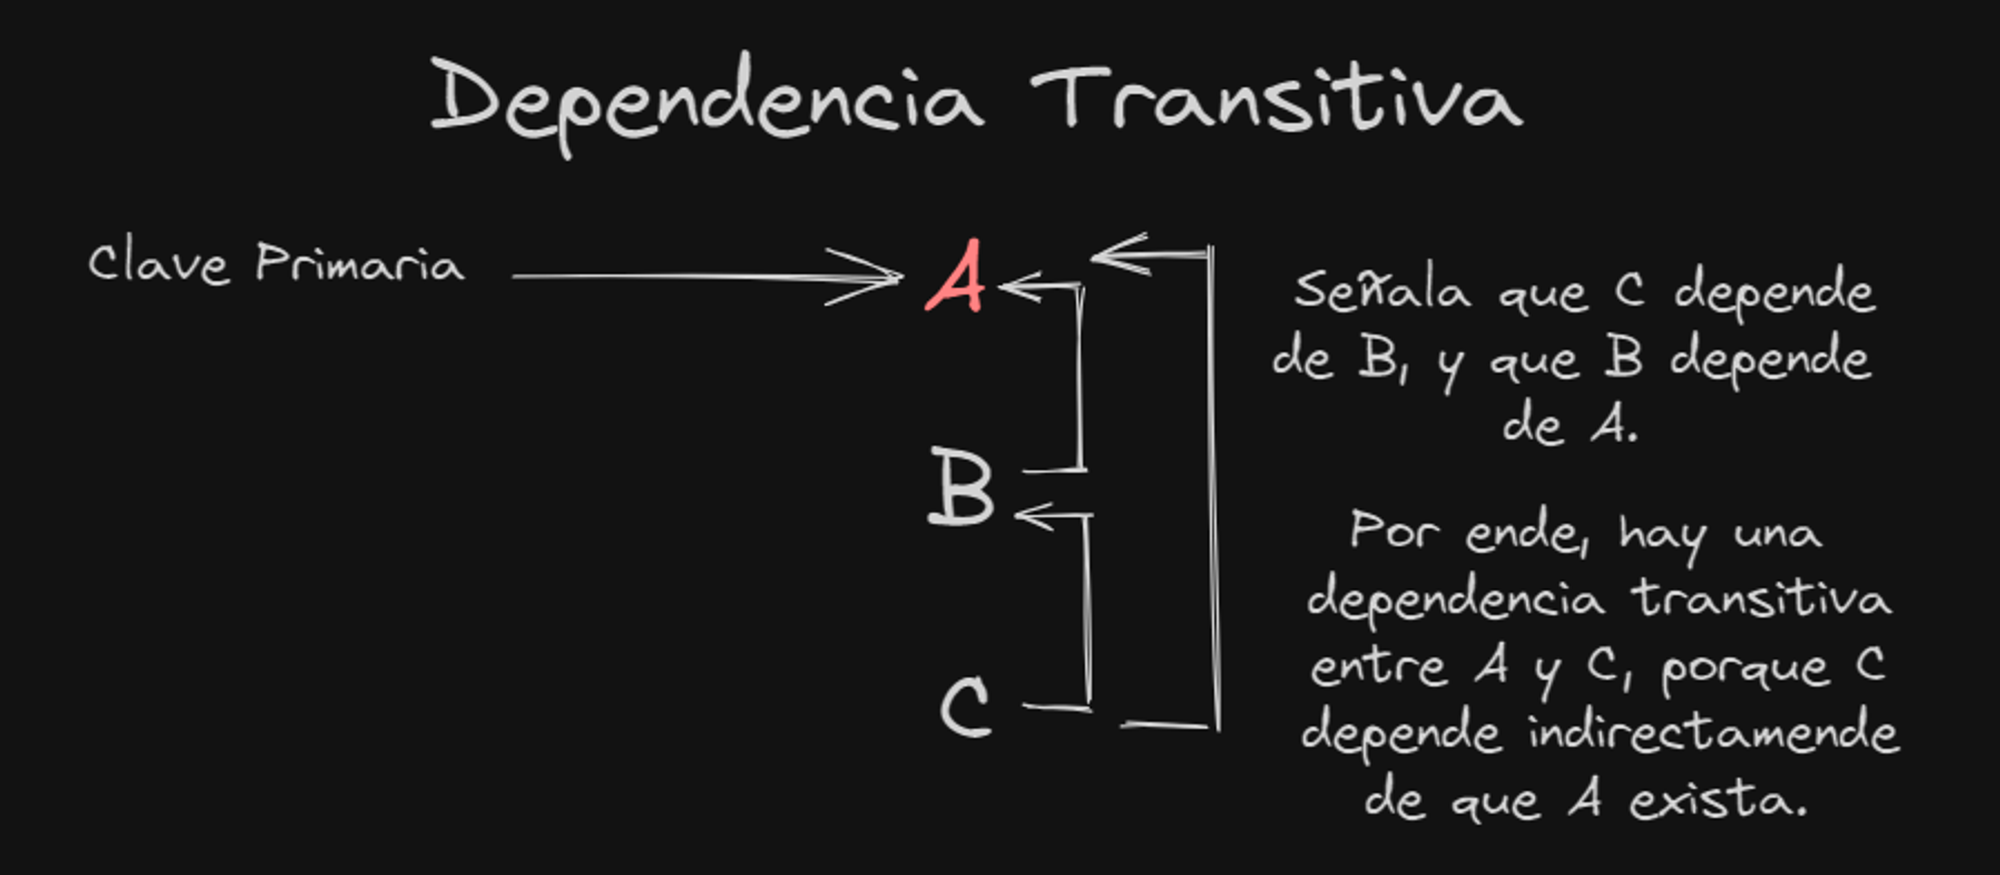 Dependencia Transitiva
Clave Primaria
A
B
C
Señala que C depende
de B, y que B depende
de A.
Por ende, hay una
dependencia transitiva
entre A y C, porque C
depende indirectamende
de que A exista.